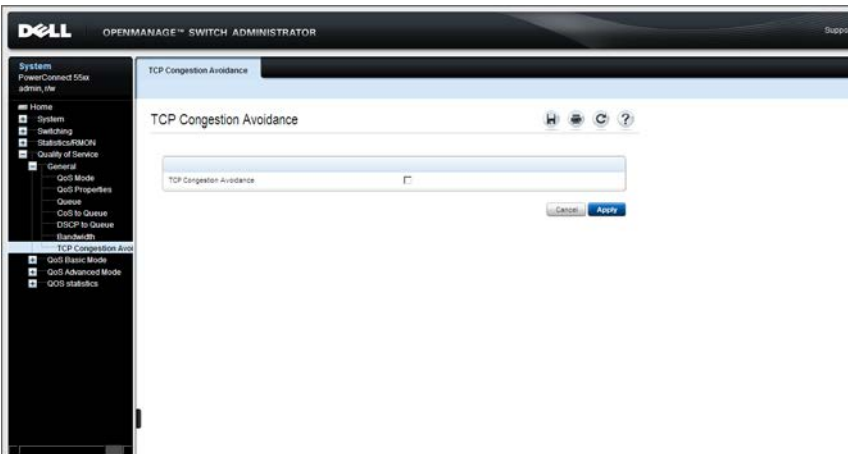 DELL
OPENMANAGE™ SWITCH ADMINISTRATOR
Suppo
System
PowerConnect 55xx
admin, r/w
Home
System
Switching
Statistics/RMON
Quality of Service
General
QoS Mode
QoS Properties
Queue
CoS to Queue
DSCP to Queue
Bandwidth
TCP Congestion Avoi
QoS Basic Mode
QoS Advanced Mode
QOS statistics
TCP Congestion Avoidance
TCP Congestion Avoidance
?
TCP Congestion Avoidance
Cancel
Apply